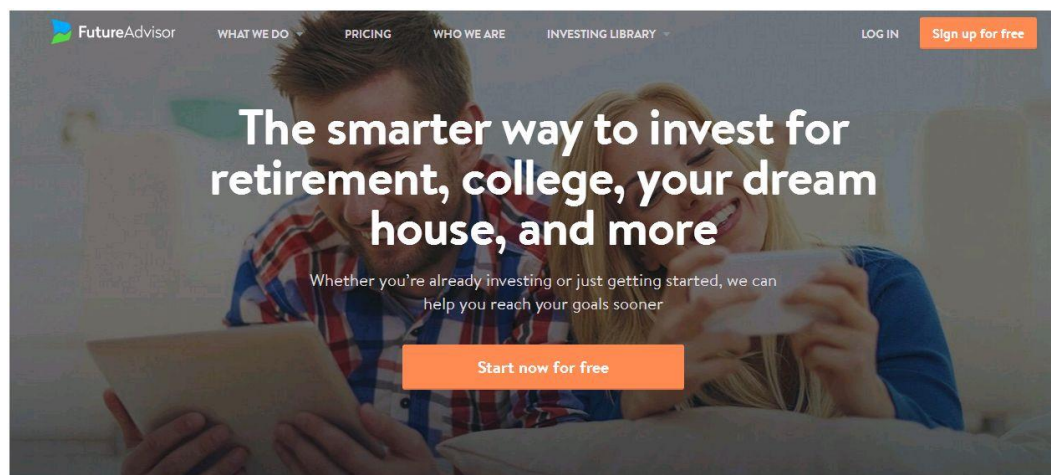 FutureAdvisor WHAT WE DO PRICING WHO WE ARE INVESTING LIBRARY LOG IN Sign up for free
The smarter way to invest for
retirement, college, your dream
house, and more
Whether you're already investing or just getting started, we can
help you reach your goals sooner
Start now for free